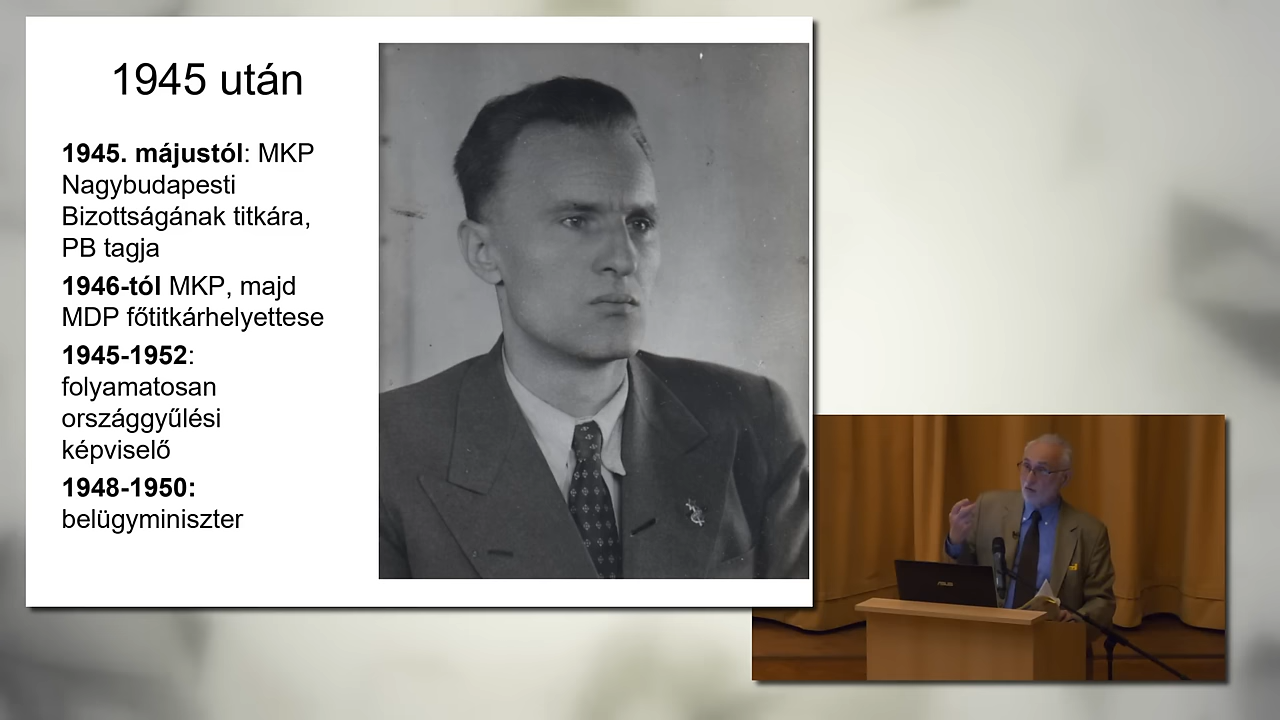 1945 után
1945. májustól: MKP
Nagybudapesti
Bizottságának titkára,
PB tagja
1946-tól MKP, majd
MDP főtitkárhelyettese
1945-1952:
folyamatosan
országgyűlési
képviselő
1948-1950:
belügyminiszter
ASUS